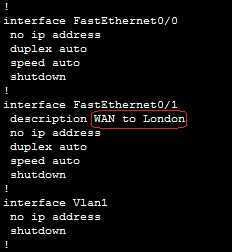 !
interface FastEthernet0/0
no ip address
duplex auto
speed auto
shutdown
!
interface FastEthernet0/1
description WAN to London
no ip address
duplex auto
speed auto
shutdown
!
interface Vlan1
no ip address
shutdown
!